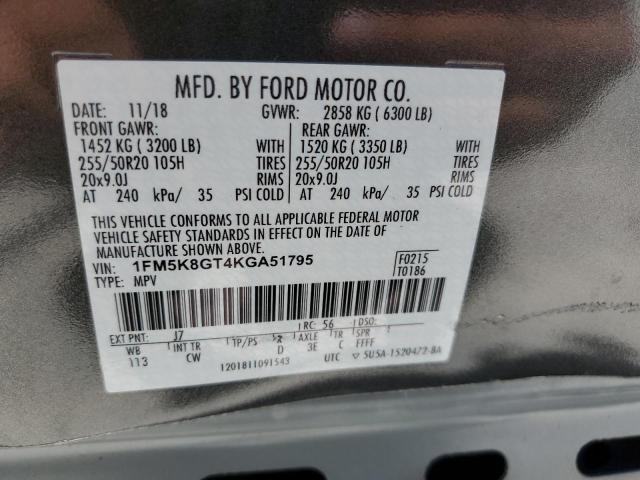 MFD. BY FORD MOTOR CO.
DATE: 11/18 GVWR: 2858 KG ( 6300 LB)
FRONT GAWR: REAR GAWR:
1452 KG ( 3200 LB) WITH 1520 KG ( 3350 LB)
255/50R20 105H TIRES 255/50R20 105H
20x9.0J RIMS 20x9.0J
AT 240 kPa/ 35 PSI COLD AT 240 kPa/ 35 PSI COLD
THIS VEHICLE CONFORMS TO ALL APPLICABLE FEDERAL MOTOR
VEHICLE SAFETY STANDARDS IN EFFECT ON THE DATE OF
MANUFACTURE SHOWN ABOVE.
VIN: 1FM5K8GT4KGA51795 F0215
TYPE: MPV T0186
RC: 56 DSO:
EXT PNT: J7
WB INT TR TP/PS 2 AXLE TR SPR
113 CW D 3E C FFFF
1201811091543 UTC ▽ 5U5A-1520472-BA